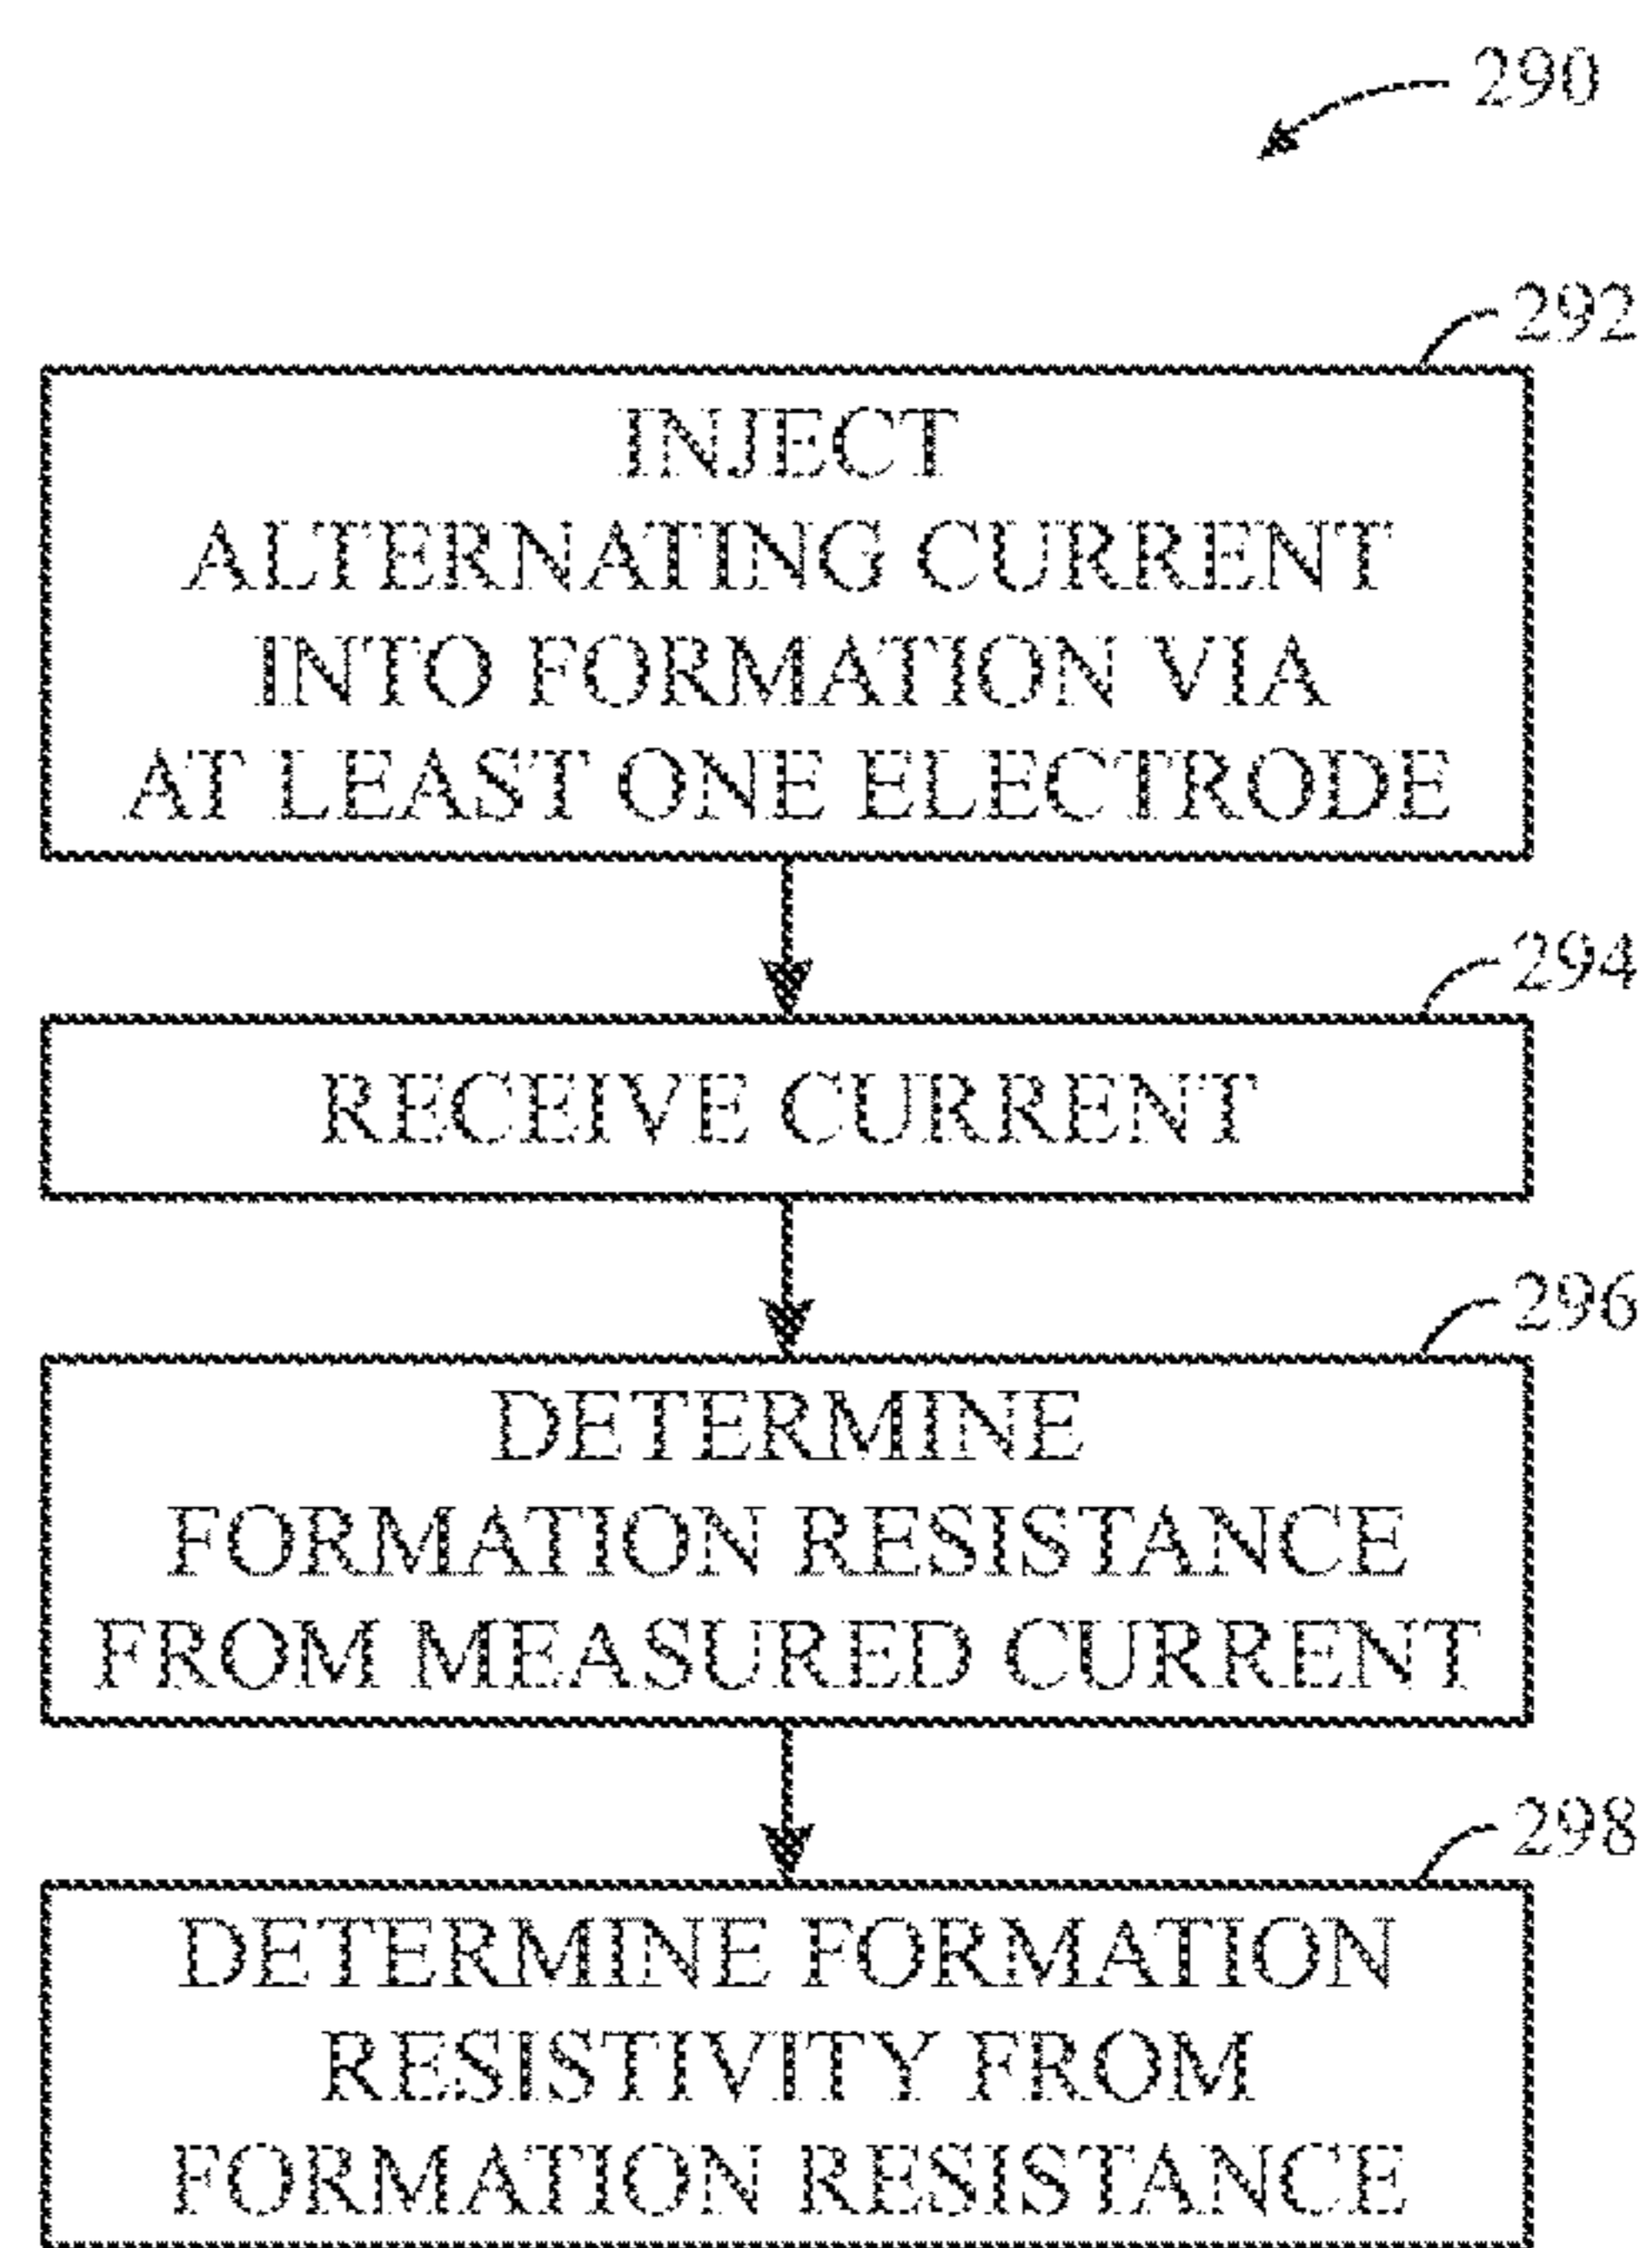 290
292
INJECT
ALTERNATING CURRENT
INTO FORMATION VIA
AT LEAST ONE ELECTRODE
294
RECEIVE CURRENT
296
DETERMINE
FORMATION RESISTANCE
FROM MEASURED CURRENT
298
DETERMINE FORMATION
RESISTIVITY FROM
FORMATION RESISTANCE